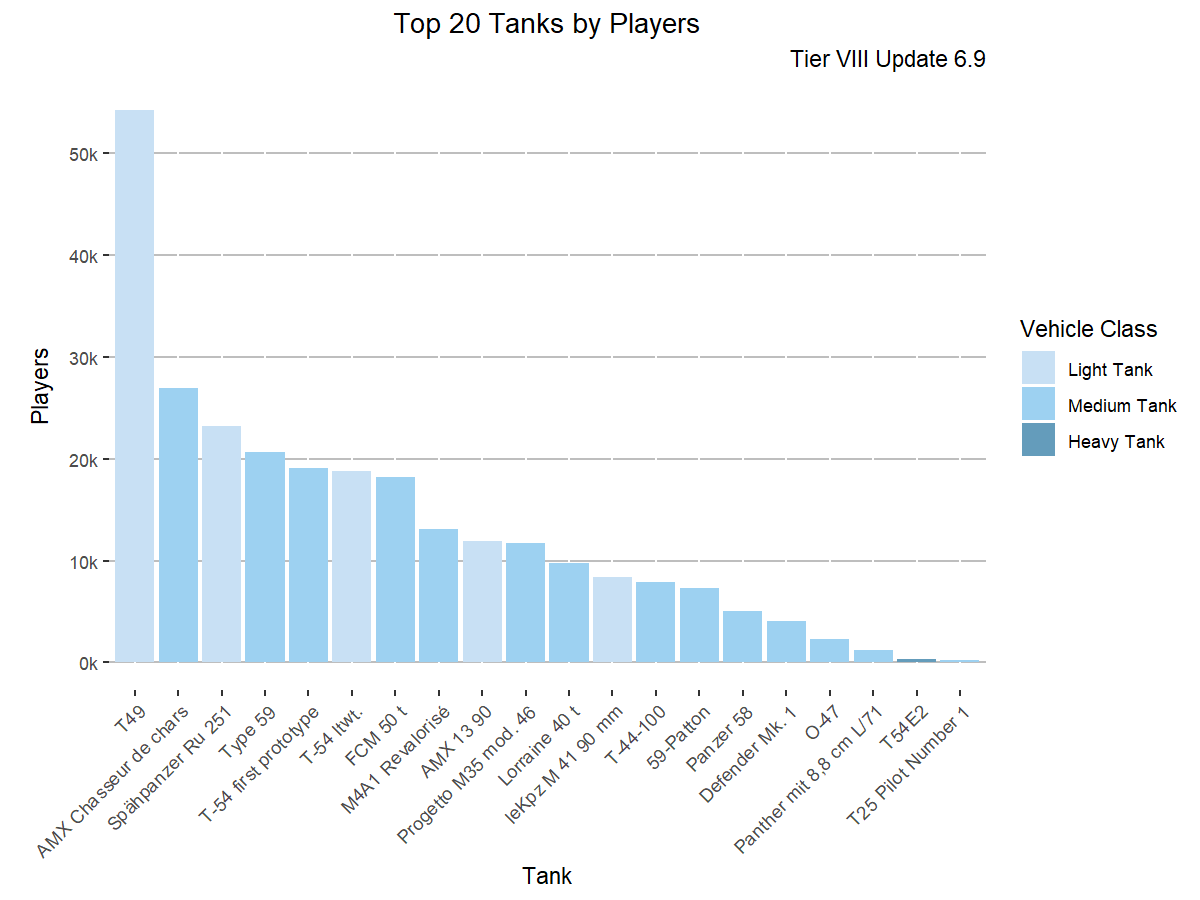 Top 20 Tanks by Players
Tier VIII Update 6.9
Players
50k
40k
30k
20k
10k
0k
T49
AMX Chasseur de chars
Spähpanzer Ru 251
Type 59
T-54 first prototype
T-54 ltwt.
FCM 50 t
M4A1 Revalorisé
AMX 13 90
Progetto M35 mod. 46
Lorraine 40 t
leKpz M 41 90 mm
T-44-100
59-Patton
Panzer 58
Defender Mk. 1
O-47
Panther mit 8,8 cm L/71
T54E2
T25 Pilot Number 1
Tank
Vehicle Class
Light Tank
Medium Tank
Heavy Tank